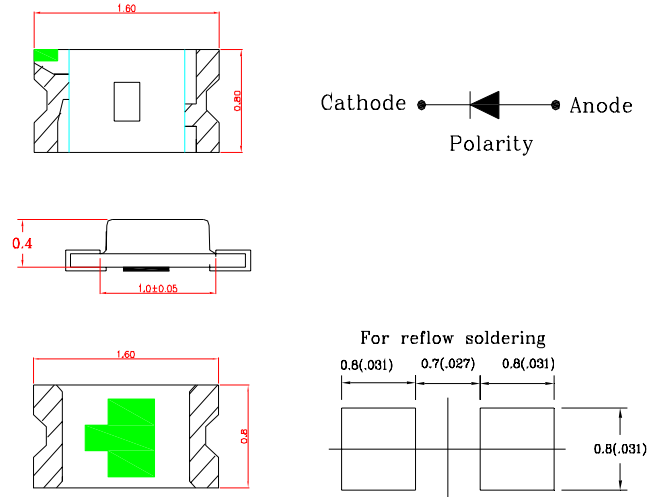 1.60
0.80
Cathode
Anode
Polarity
0.4
1.0±0.05
For reflow soldering
0.8(.031)
0.7(.027)
0.8(.031)
1.60
0.8
0.8(.031)